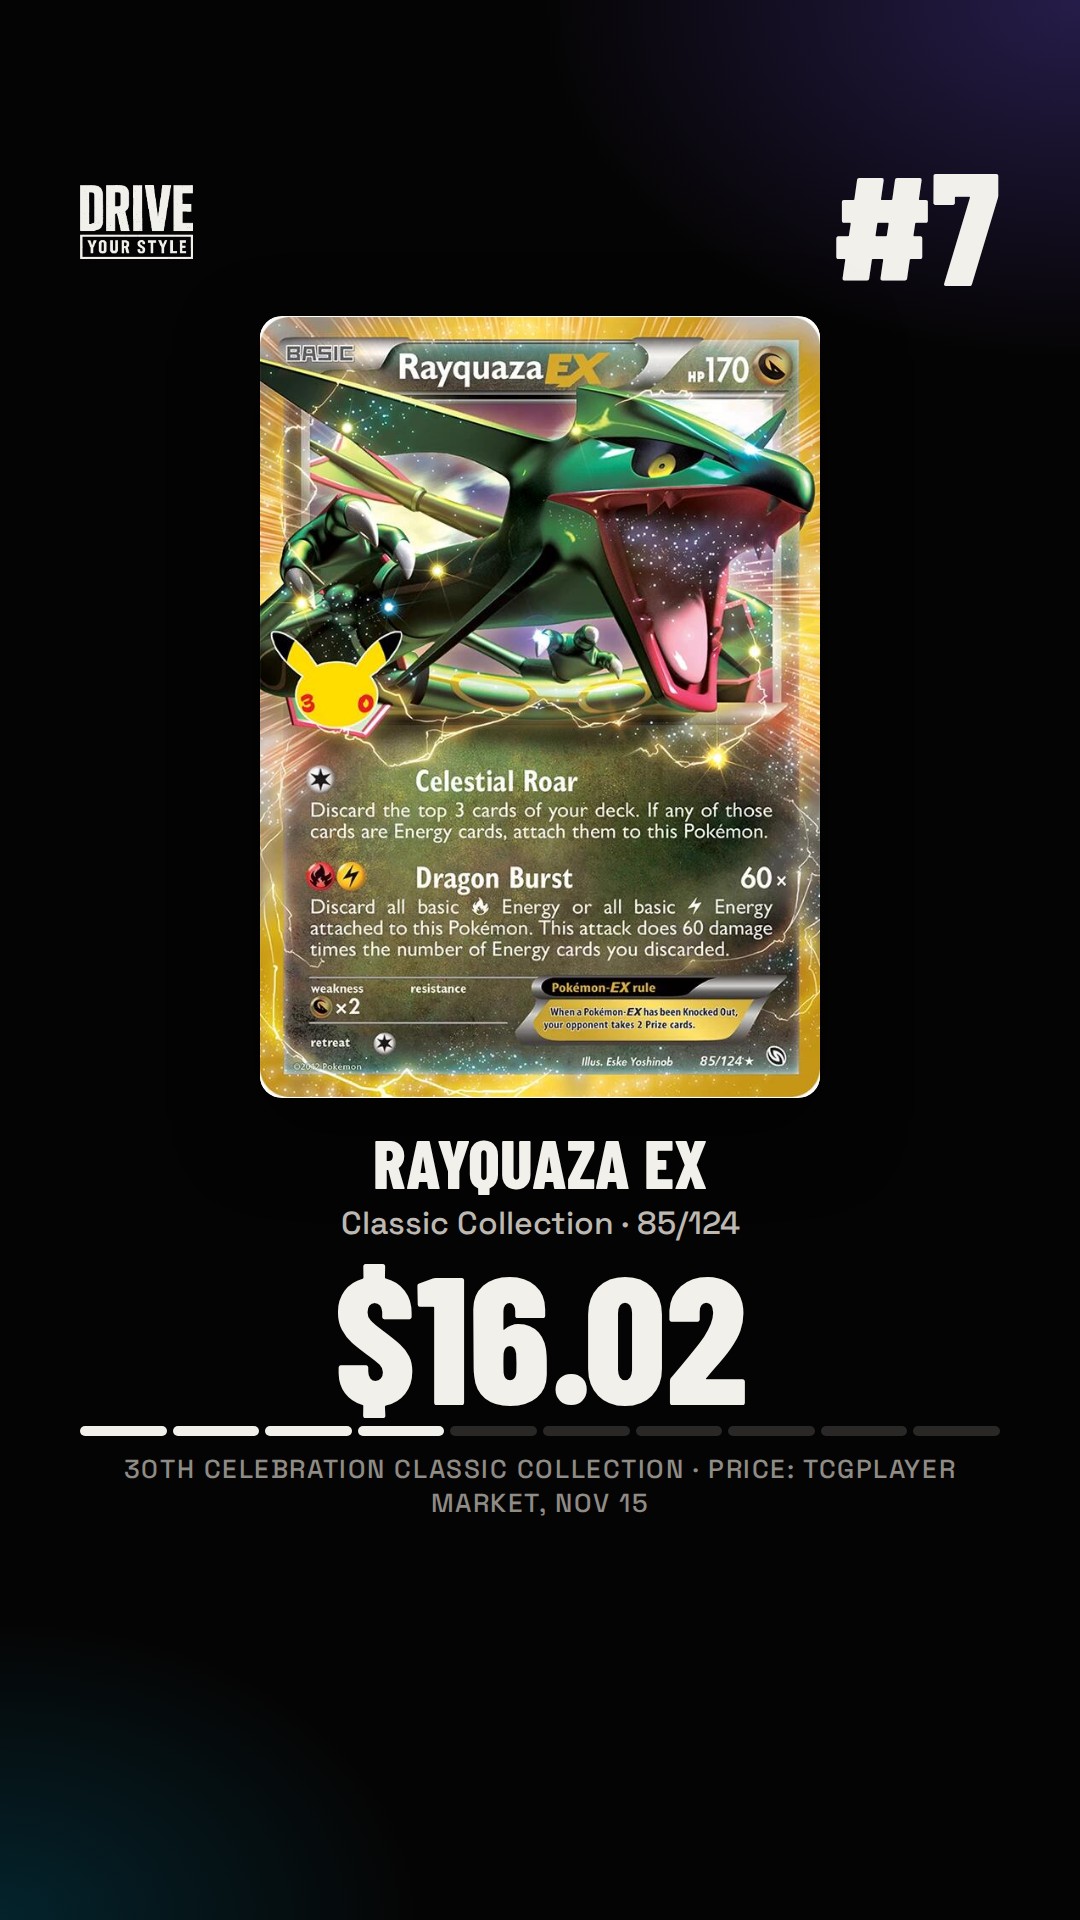 DRIVE
YOUR STYLE
#7
BASIC
Rayquaza EX
HP 170
30
Celestial Roar
Discard the top 3 cards of your deck. If any of those
cards are Energy cards, attach them to this Pokémon.
Dragon Burst 60×
Discard all basic Energy or all basic Energy
attached to this Pokémon. This attack does 60 damage
times the number of Energy cards you discarded.
weakness resistance
×2
Pokémon-EX rule
When a Pokémon-EX has been Knocked Out,
your opponent takes 2 Prize cards.
retreat
Illus. Eske Yoshinob 85/124★
©2012 Pokémon
RAYQUAZA EX
Classic Collection · 85/124
$16.02
30TH CELEBRATION CLASSIC COLLECTION · PRICE: TCGPLAYER
MARKET, NOV 15